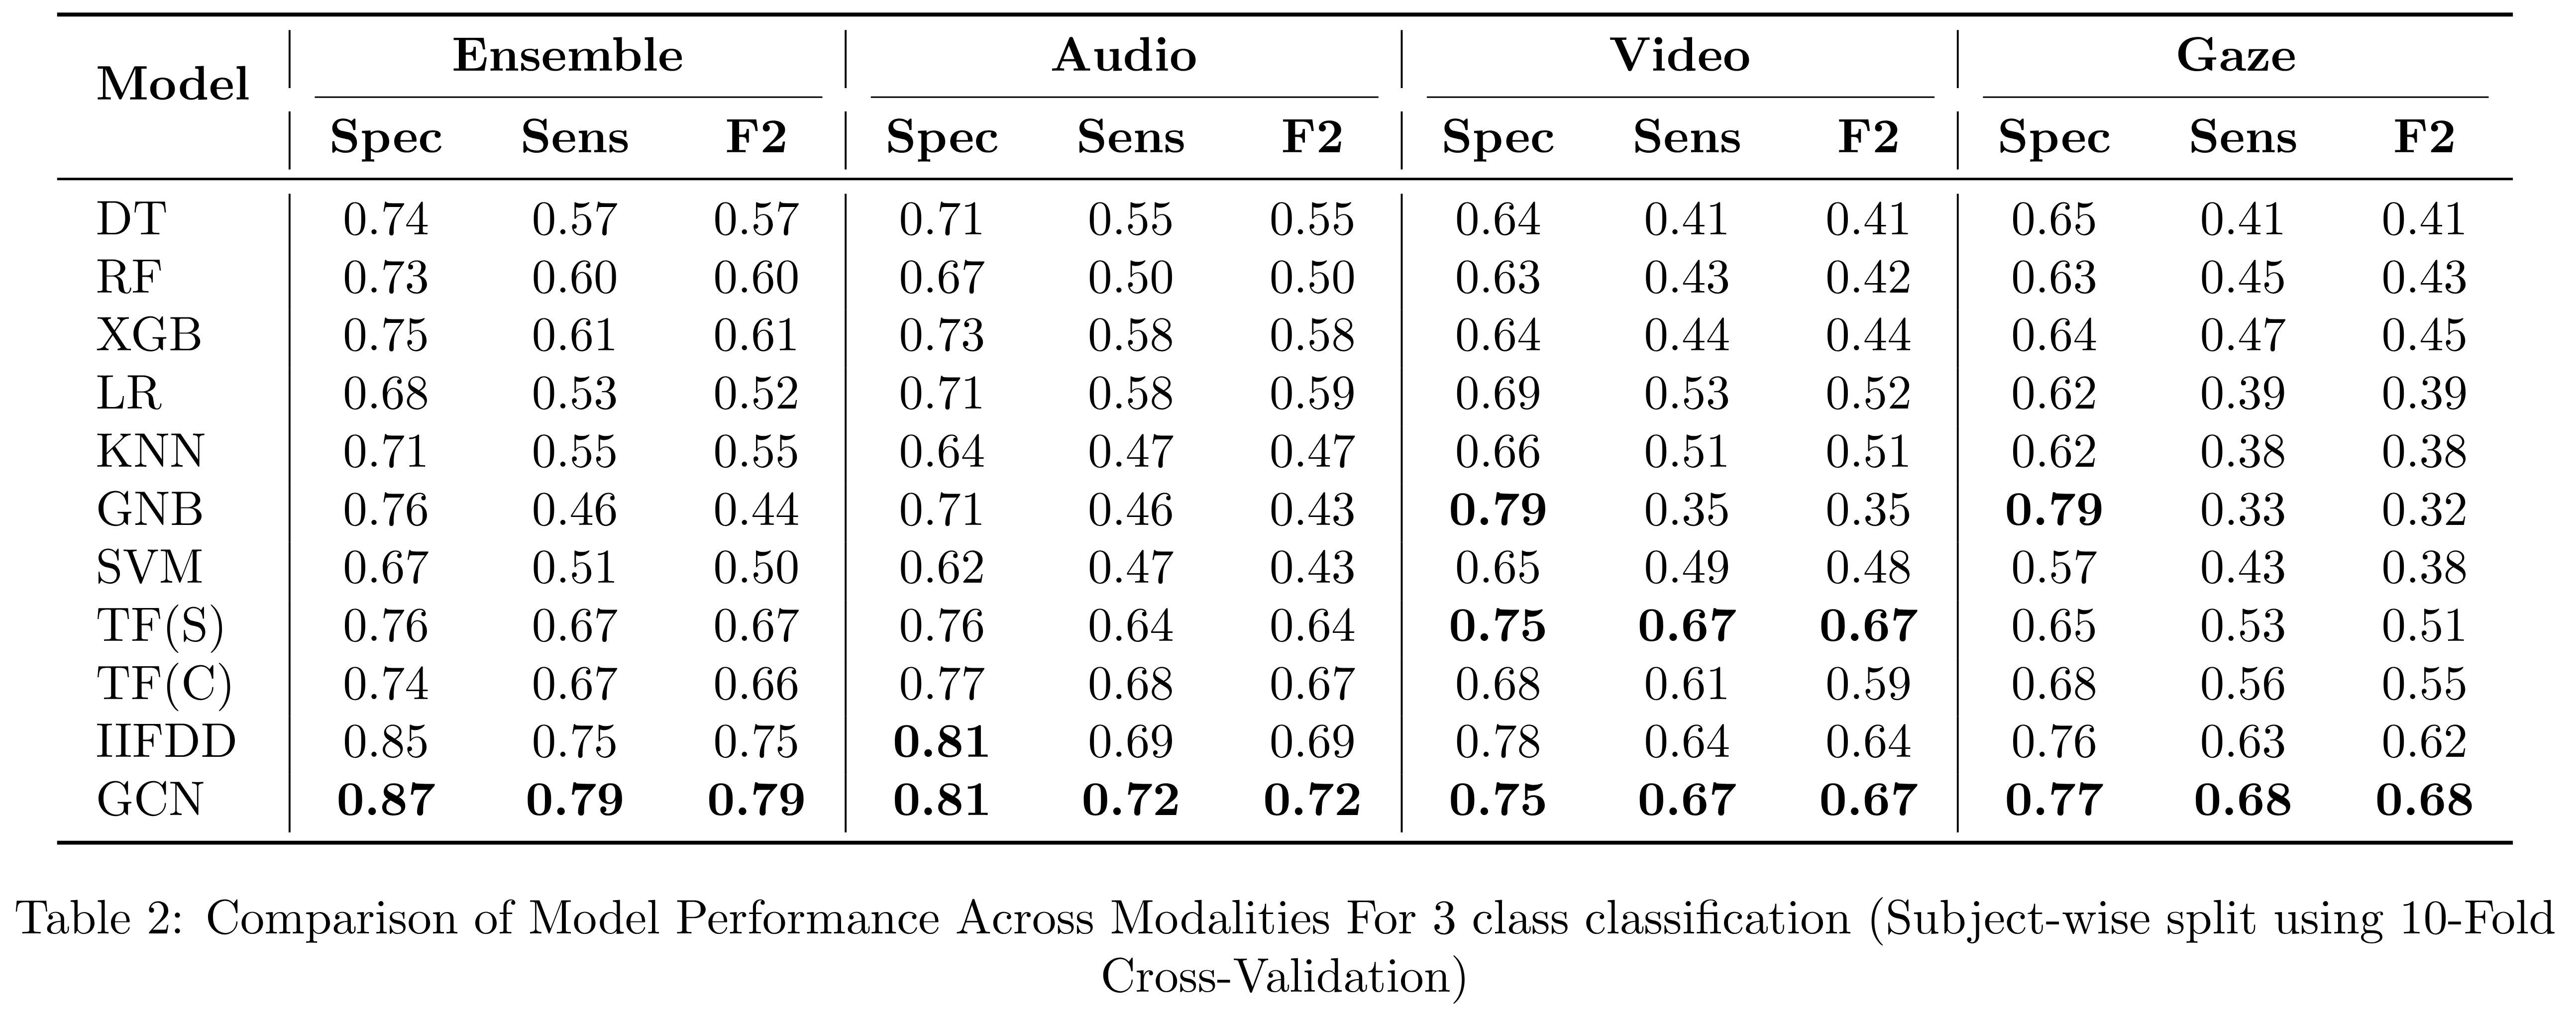 Model Ensemble Audio Video Gaze
Spec Sens F2 Spec Sens F2 Spec Sens F2 Spec Sens F2
DT 0.74 0.57 0.57 0.71 0.55 0.55 0.64 0.41 0.41 0.65 0.41 0.41
RF 0.73 0.60 0.60 0.67 0.50 0.50 0.63 0.43 0.42 0.63 0.45 0.43
XGB 0.75 0.61 0.61 0.73 0.58 0.58 0.64 0.44 0.44 0.64 0.47 0.45
LR 0.68 0.53 0.52 0.71 0.58 0.59 0.69 0.53 0.52 0.62 0.39 0.39
KNN 0.71 0.55 0.55 0.64 0.47 0.47 0.66 0.51 0.51 0.62 0.38 0.38
GNB 0.76 0.46 0.44 0.71 0.46 0.43 0.79 0.35 0.35 0.79 0.33 0.32
SVM 0.67 0.51 0.50 0.62 0.47 0.43 0.65 0.49 0.48 0.57 0.43 0.38
TF(S) 0.76 0.67 0.67 0.76 0.64 0.64 0.75 0.67 0.67 0.65 0.53 0.51
TF(C) 0.74 0.67 0.66 0.77 0.68 0.67 0.68 0.61 0.59 0.68 0.56 0.55
IIFDD 0.85 0.75 0.75 0.81 0.69 0.69 0.78 0.64 0.64 0.76 0.63 0.62
GCN 0.87 0.79 0.79 0.81 0.72 0.72 0.75 0.67 0.67 0.77 0.68 0.68
Table 2: Comparison of Model Performance Across Modalities For 3 class classification (Subject-wise split using 10-Fold
Cross-Validation)